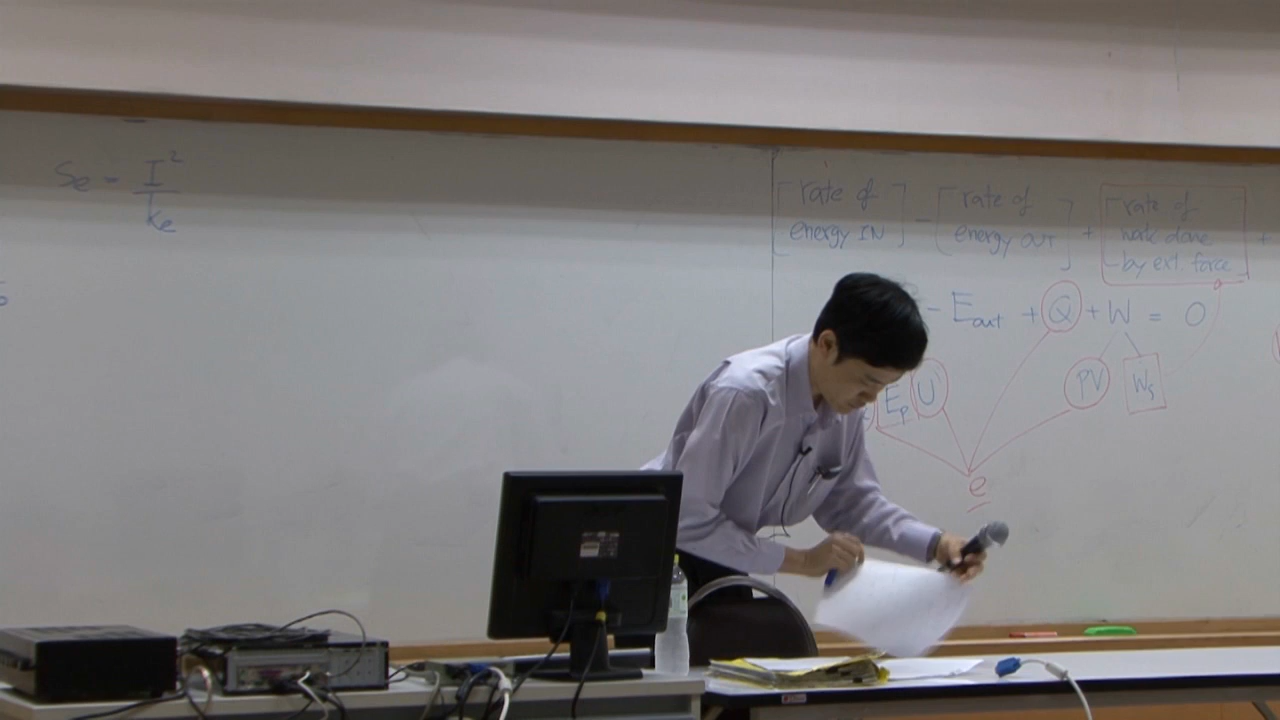 Se = I²/ke
[rate of energy IN] - [rate of energy OUT] + [rate of work done by ext. force] +
- Eout + Q + W = 0
Ep U PV Ws
e